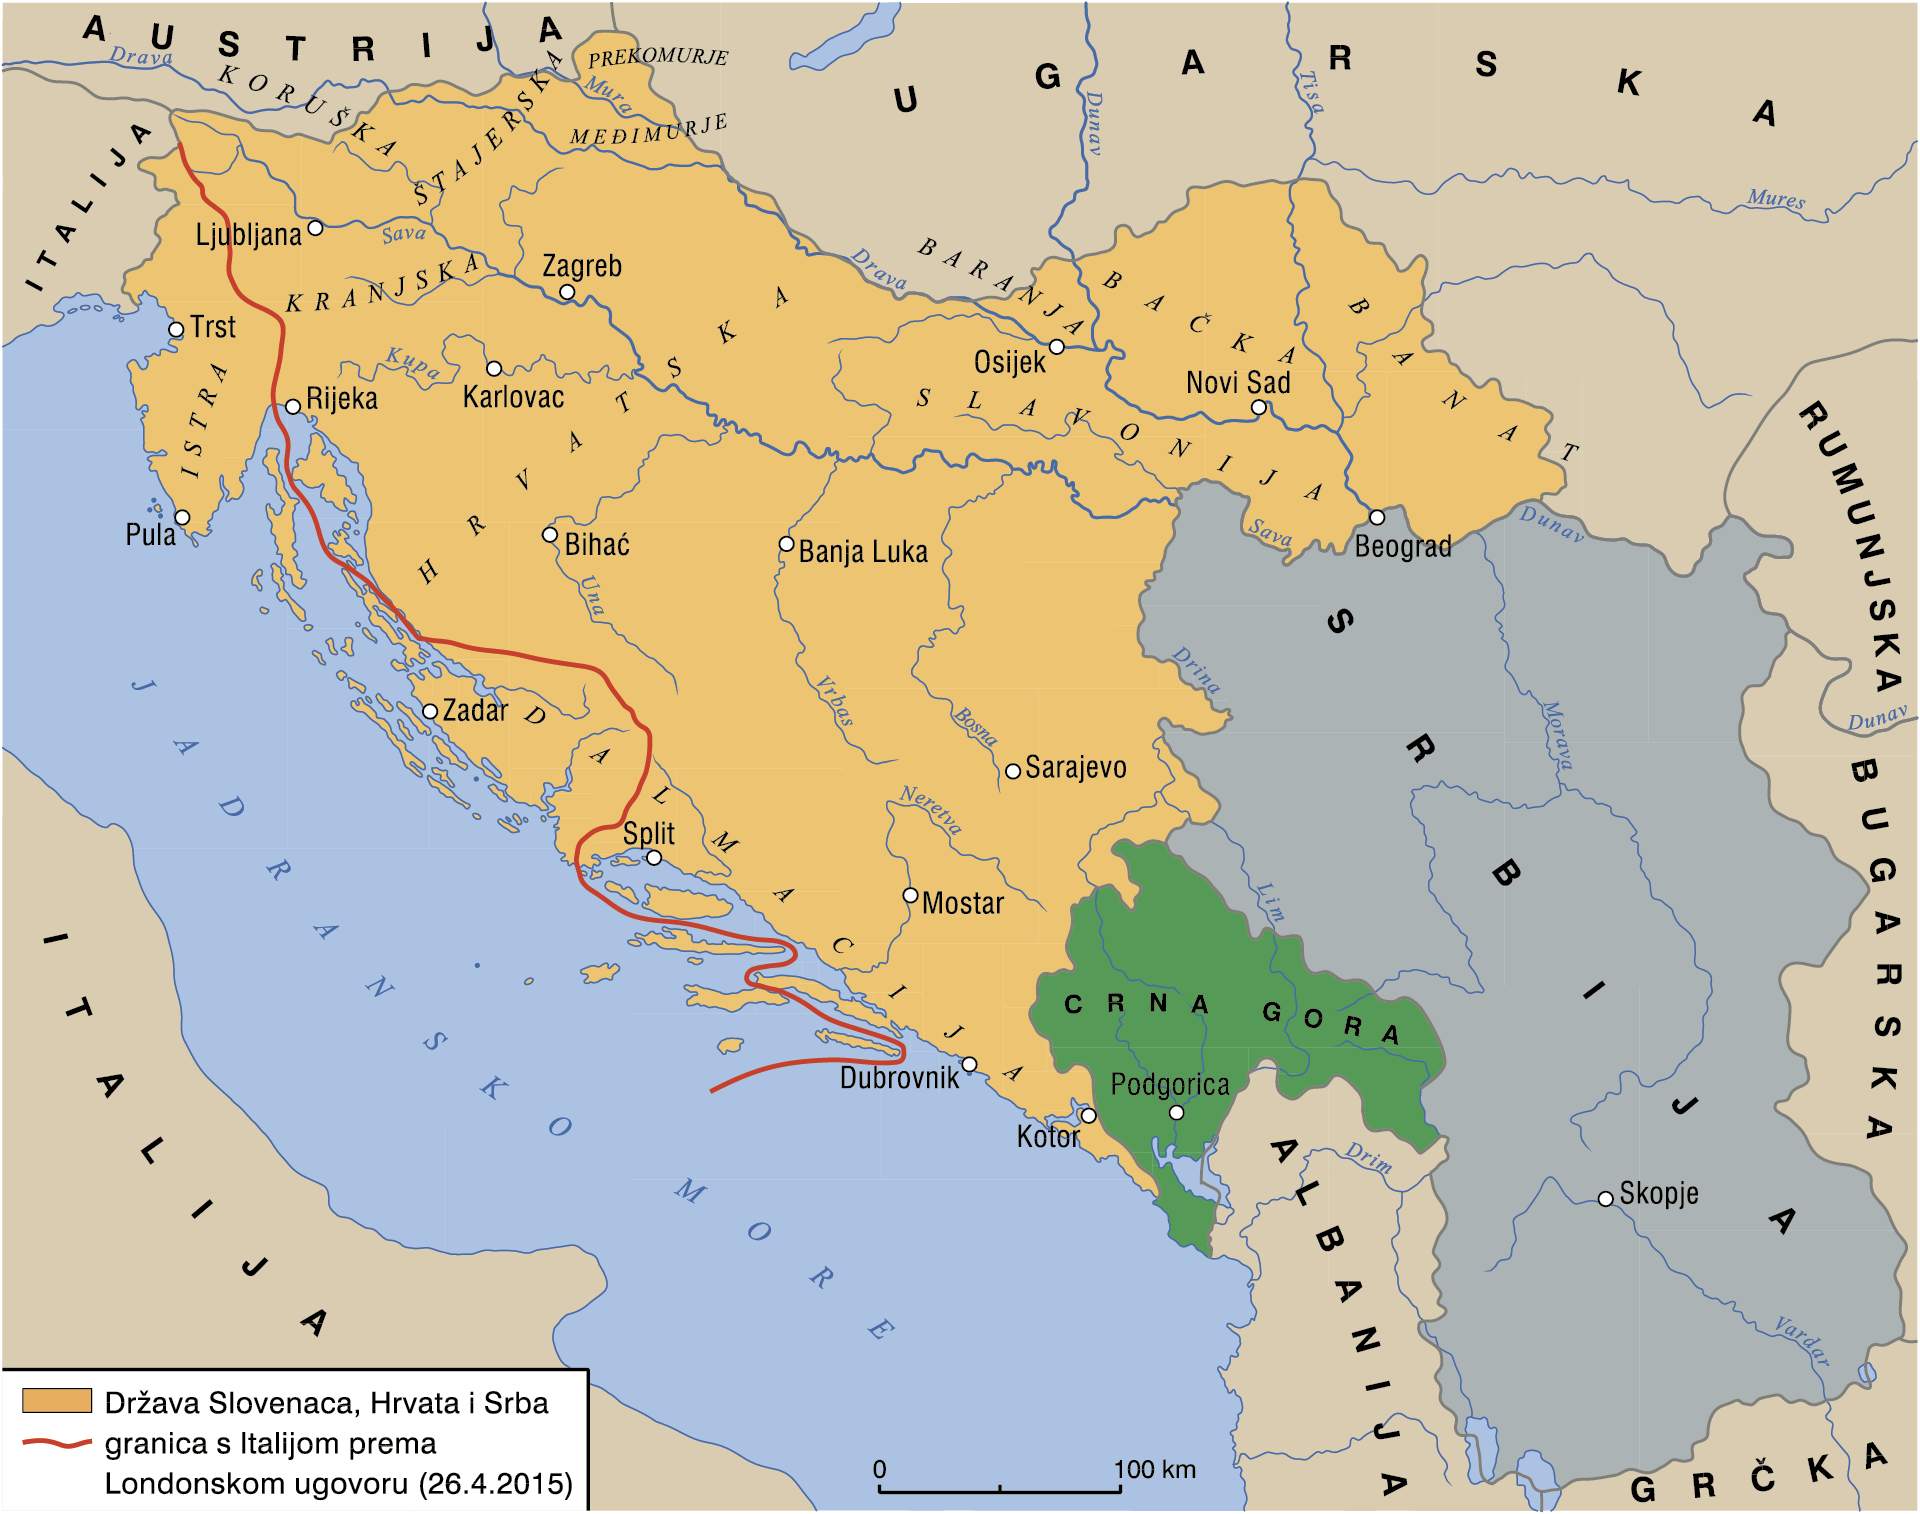 AUSTRIJA
Drava
KORUŠKA
ŠTAJERSKA
PREKOMURJE
Mura
MEĐIMURJE
UGARSKA
Dunav
Tisa
Mures
ITALIJA
Ljubljana
Sava
KRANJSKA
Zagreb
Drava
BARANJA
BAČKA
BANAT
Trst
ISTRA
Rijeka
Kupa
Karlovac
HRVATSKA
Osijek
SLAVONIJA
Novi Sad
RUMUNJSKA
Pula
Bihać
Una
Banja Luka
Sava
Beograd
Dunav
SRBIJA
Drina
Morava
Dunav
BUGARSKA
JADRANSKO MORE
Zadar
DALMACIJA
Vrbas
Bosna
Sarajevo
Split
Neretva
Mostar
Lim
CRNA GORA
ITALIJA
Dubrovnik
Podgorica
Kotor
ALBANIJA
Drim
Skopje
Vardar
GRČKA
Država Slovenaca, Hrvata i Srba
granica s Italijom prema
Londonskom ugovoru (26.4.2015)
0 100 km